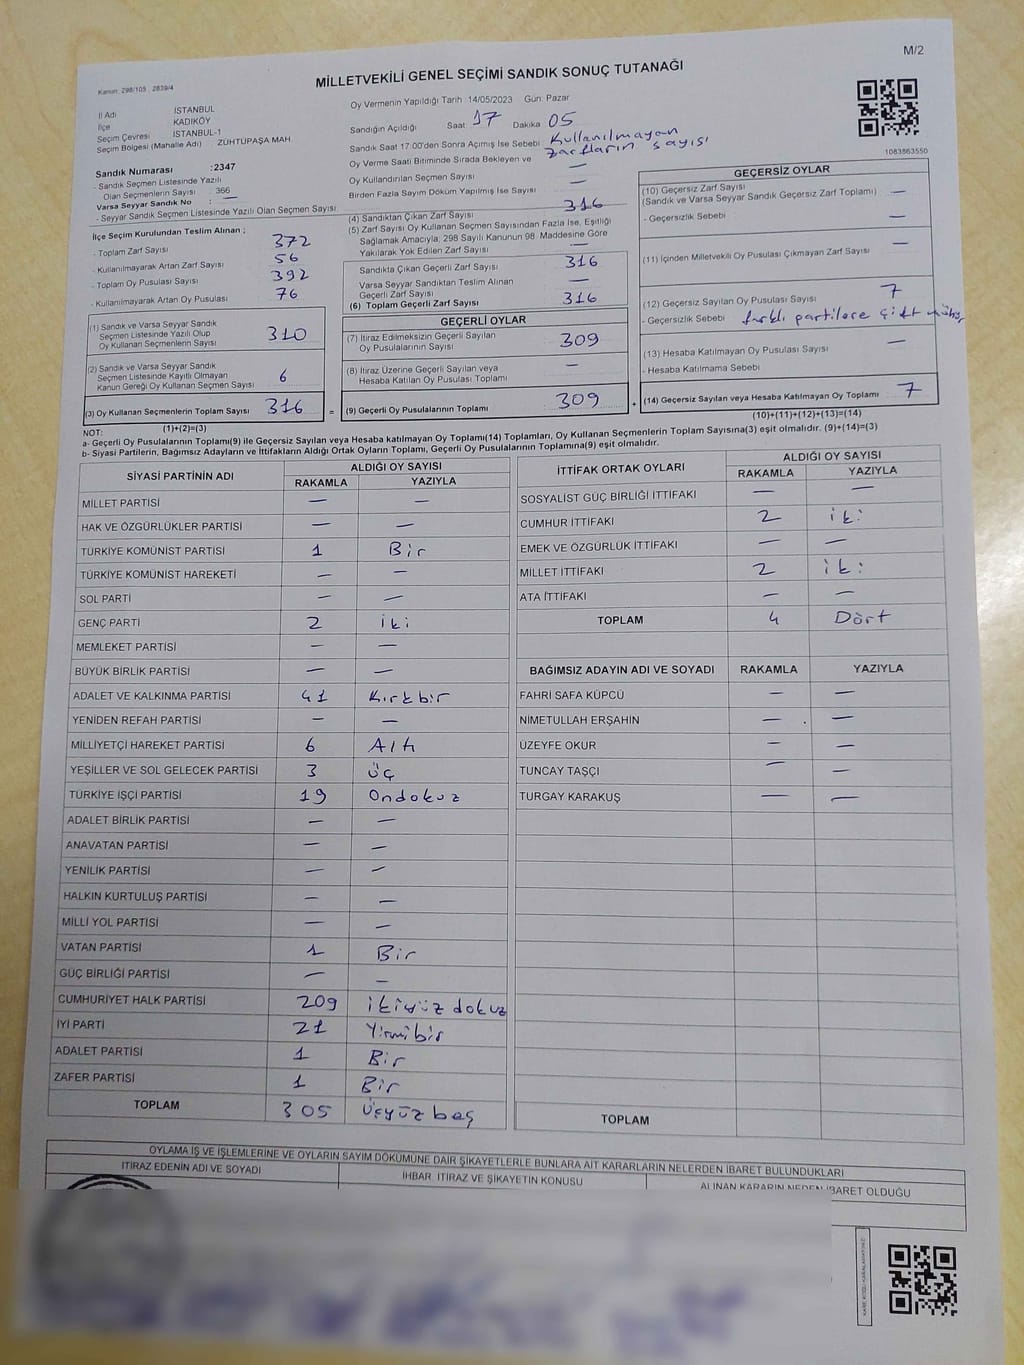 M/2
Kanun: 298/105 , 2839/4
MİLLETVEKİLİ GENEL SEÇİMİ SANDIK SONUÇ TUTANAĞI
İl Adı İSTANBUL
İlçe KADIKÖY
Seçim Çevresi İSTANBUL-1
Seçim Bölgesi (Mahalle Adi) ZÜHTÜPAŞA MAH
Sandık Numarası :2347
- Sandık Seçmen Listesinde Yazılı
Olan Seçmenlerin Sayısı : 366
Varsa Seyyar Sandık No : —
- Seyyar Sandık Seçmen Listesinde Yazılı Olan Seçmen Sayısı.
Oy Vermenin Yapıldığı Tarih :14/05/2023 Gün: Pazar
Sandığın Açıldığı Saat 17 Dakika 05
Sandık Saat 17:00'den Sonra Açımış İse Sebebi Kullanılmayan
zarfların sayısı
Oy Verme Saati Bitiminde Sırada Bekleyen ve
Oy Kullandırılan Seçmen Sayısı —
Birden Fazla Sayım Döküm Yapılmış İse Sayısı —
1083863550
İlçe Seçim Kurulundan Teslim Alınan ;
- Toplam Zarf Sayısı 372
- Kullanılmayarak Artan Zarf Sayısı 56
- Toplam Oy Pusulası Sayısı 392
- Kullanılmayarak Artan Oy Pusulası 76
(1) Sandık ve Varsa Seyyar Sandık
Seçmen Listesinde Yazılı Olup
Oy Kullanan Seçmenlerin Sayısı 310
(2) Sandık ve Varsa Seyyar Sandık
Seçmen Listesinde Kayıtlı Olmayan
Kanun Gereği Oy Kullanan Seçmen Sayısı 6
(3) Oy Kullanan Seçmenlerin Toplam Sayısı 316 =
(1)+(2)=(3)
(4) Sandıktan Çıkan Zarf Sayısı 316
(5) Zarf Sayısı Oy Kullanan Seçmen Sayısından Fazla İse, Eşitliği
Sağlamak Amacıyla, 298 Sayılı Kanunun 98. Maddesine Göre
Yakılarak Yok Edilen Zarf Sayısı —
Sandıkta Çıkan Geçerli Zarf Sayısı 316
Varsa Seyyar Sandıktan Teslim Alınan
Geçerli Zarf Sayısı —
(6) Toplam Geçerli Zarf Sayısı 316
GEÇERLİ OYLAR
(7) İtiraz Edilmeksizin Geçerli Sayılan
Oy Pusulalarının Sayısı 309
(8) İtiraz Üzerine Geçerli Sayılan veya
Hesaba Katılan Oy Pusulası Toplamı —
(9) Geçerli Oy Pusulalarının Toplamı 309 +
GEÇERSİZ OYLAR
(10) Geçersiz Zarf Sayısı
(Sandık ve Varsa Seyyar Sandık Geçersiz Zarf Toplamı) —
- Geçersizlik Sebebi —
(11) İçinden Milletvekili Oy Pusulası Çıkmayan Zarf Sayısı —
(12) Geçersiz Sayılan Oy Pusulası Sayısı 7
- Geçersizlik Sebebi farklı partilere çift mühür
(13) Hesaba Katılmayan Oy Pusulası Sayısı —
- Hesaba Katılmama Sebebi
(14) Geçersiz Sayılan veya Hesaba Katılmayan Oy Toplamı 7
(10)+(11)+(12)+(13)=(14)
NOT:
a- Geçerli Oy Pusulalarının Toplamı(9) ile Geçersiz Sayılan veya Hesaba katılmayan Oy Toplamı(14) Toplamları, Oy Kullanan Seçmenlerin Toplam Sayısına(3) eşit olmalıdır. (9)+(14)=(3)
b- Siyasi Partilerin, Bağımsız Adayların ve İttifakların Aldığı Ortak Oyların Toplamı, Geçerli Oy Pusulalarının Toplamına(9) eşit olmalıdır.
SİYASİ PARTİNİN ADI ALDIĞI OY SAYISI
RAKAMLA YAZIYLA
MİLLET PARTİSİ — —
HAK VE ÖZGÜRLÜKLER PARTİSİ — —
TÜRKİYE KOMÜNİST PARTİSİ 1 Bir
TÜRKİYE KOMÜNİST HAREKETİ — —
SOL PARTİ — —
GENÇ PARTİ 2 iki
MEMLEKET PARTİSİ — —
BÜYÜK BİRLİK PARTİSİ — —
ADALET VE KALKINMA PARTİSİ 41 Kırkbir
YENİDEN REFAH PARTİSİ — —
MİLLİYETÇİ HAREKET PARTİSİ 6 Altı
YEŞİLLER VE SOL GELECEK PARTİSİ 3 üç
TÜRKİYE İŞÇİ PARTİSİ 19 Ondokuz
ADALET BİRLİK PARTİSİ — —
ANAVATAN PARTİSİ — —
YENİLİK PARTİSİ — —
HALKIN KURTULUŞ PARTİSİ — —
MİLLİ YOL PARTİSİ — —
VATAN PARTİSİ 1 Bir
GÜÇ BİRLİĞİ PARTİSİ — —
CUMHURİYET HALK PARTİSİ 209 ikiyüz dokuz
İYİ PARTİ 21 Yirmibir
ADALET PARTİSİ 1 Bir
ZAFER PARTİSİ 1 Bir
TOPLAM 305 üçyüz beş
İTTİFAK ORTAK OYLARI ALDIĞI OY SAYISI
RAKAMLA YAZIYLA
SOSYALİST GÜÇ BİRLİĞİ İTTİFAKI — —
CUMHUR İTTİFAKI 2 iki
EMEK VE ÖZGÜRLÜK İTTİFAKI — —
MİLLET İTTİFAKI 2 iki
ATA İTTİFAKI — —
TOPLAM 4 Dört
BAĞIMSIZ ADAYIN ADI VE SOYADI RAKAMLA YAZIYLA
FAHRİ SAFA KÜPCÜ — —
NİMETULLAH ERŞAHİN — —
ÜZEYFE OKUR — —
TUNCAY TAŞÇI — —
TURGAY KARAKUŞ — —
TOPLAM
OYLAMA İŞ VE İŞLEMLERİNE VE OYLARIN SAYIM DÖKÜMÜNE DAİR ŞİKAYETLERLE BUNLARA AİT KARARLARIN NELERDEN İBARET BULUNDUKLARI
İTİRAZ EDENİN ADI VE SOYADI İHBAR İTİRAZ VE ŞİKAYETİN KONUSU ALINAN KARARIN NEDEN İBARET OLDUĞU